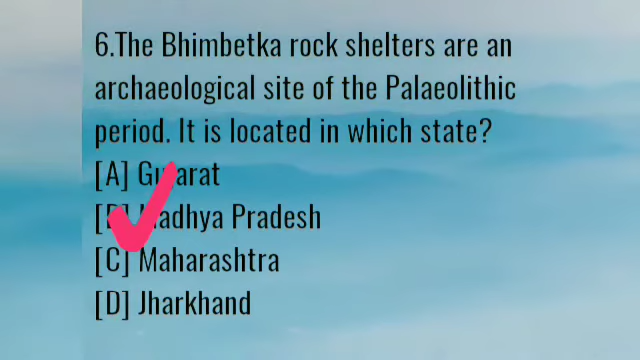 6.The Bhimbetka rock shelters are an
archaeological site of the Palaeolithic
period. It is located in which state?
[A] Gujarat
[B] Madhya Pradesh
[C] Maharashtra
[D] Jharkhand